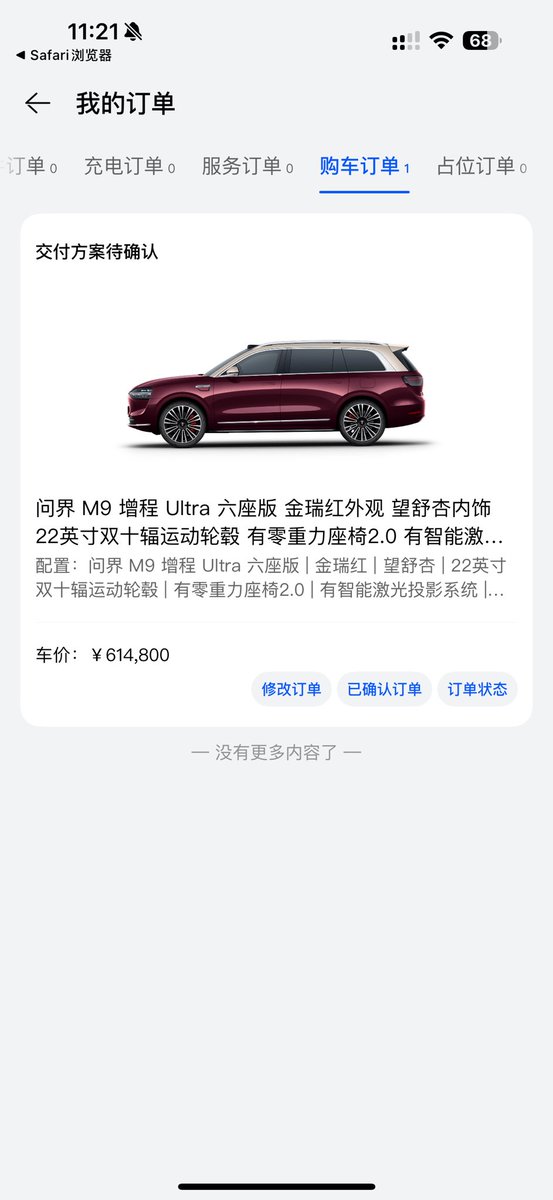 11:21
68
Safari浏览器
我的订单
订单 0 充电订单 0 服务订单 0 购车订单 1 占位订单 0
交付方案待确认
问界 M9 增程 Ultra 六座版 金瑞红外观 望舒杏内饰
22英寸双十辐运动轮毂 有零重力座椅2.0 有智能激...
配置：问界 M9 增程 Ultra 六座版 | 金瑞红 | 望舒杏 | 22英寸
双十辐运动轮毂 | 有零重力座椅2.0 | 有智能激光投影系统 |...
车价：￥614,800
修改订单 已确认订单 订单状态
— 没有更多内容了 —